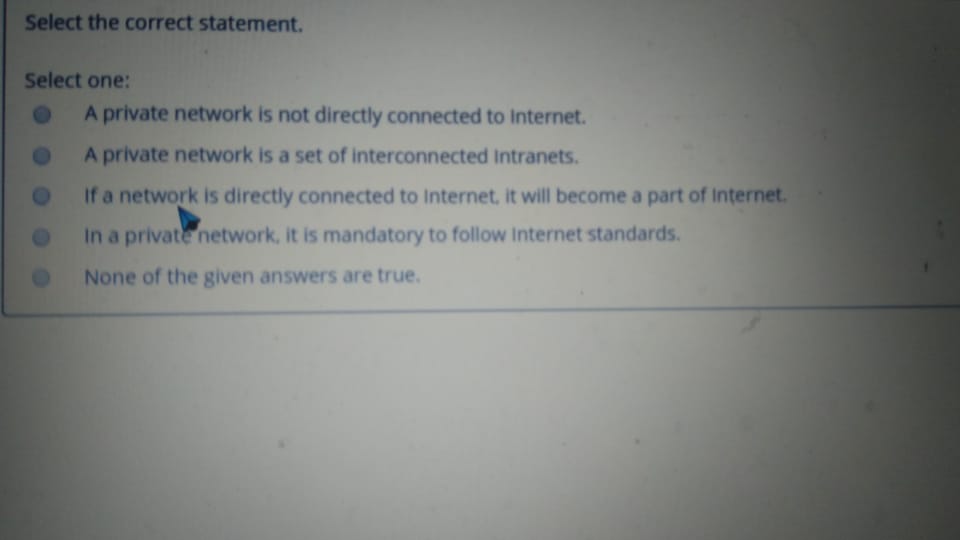 Select the correct statement.
Select one:
A private network is not directly connected to Internet.
A private network is a set of interconnected Intranets.
If a network is directly connected to Internet, it will become a part of Internet.
In a private network, it is mandatory to follow Internet standards.
None of the given answers are true.